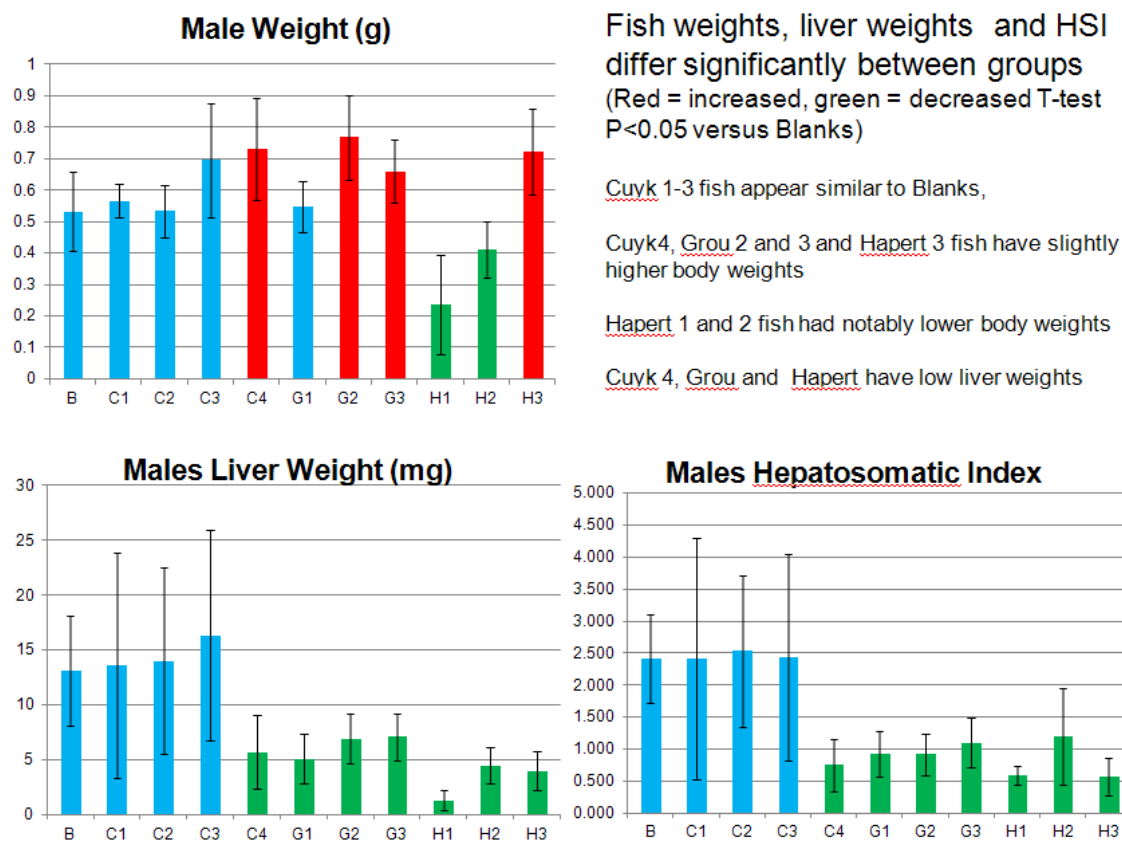 Male Weight (g)
1
0.9
0.8
0.7
0.6
0.5
0.4
0.3
0.2
0.1
0
B C1 C2 C3 C4 G1 G2 G3 H1 H2 H3
Fish weights, liver weights and HSI
differ significantly between groups
(Red = increased, green = decreased T-test
P<0.05 versus Blanks)
Cuyk 1-3 fish appear similar to Blanks,
Cuyk4, Grou 2 and 3 and Hapert 3 fish have slightly
higher body weights
Hapert 1 and 2 fish had notably lower body weights
Cuyk 4, Grou and Hapert have low liver weights
Males Liver Weight (mg)
30
25
20
15
10
5
0
B C1 C2 C3 C4 G1 G2 G3 H1 H2 H3
Males Hepatosomatic Index
5.000
4.500
4.000
3.500
3.000
2.500
2.000
1.500
1.000
0.500
0.000
B C1 C2 C3 C4 G1 G2 G3 H1 H2 H3